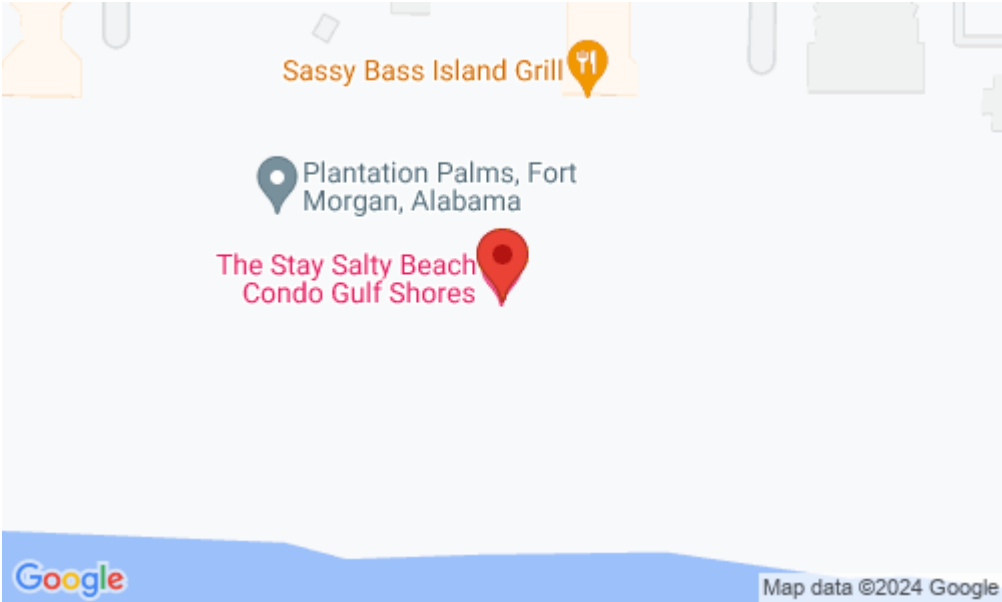 Sassy Bass Island Grill
Plantation Palms, Fort
Morgan, Alabama
The Stay Salty Beach
Condo Gulf Shores
Google
Map data ©2024 Google